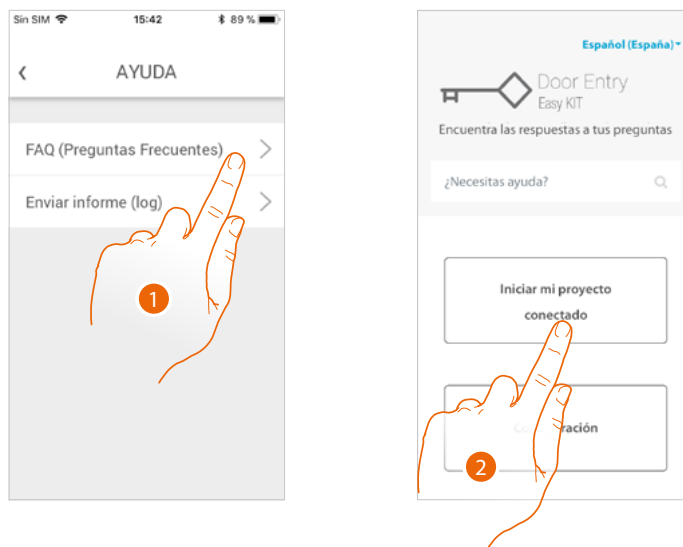 Sin SIM 15:42 89 %
AYUDA
FAQ (Preguntas Frecuentes)
Enviar informe (log)
1
Español (España)
Door Entry
Easy KIT
Encuentra las respuestas a tus preguntas
¿Necesitas ayuda?
Iniciar mi proyecto
conectado
ración
2